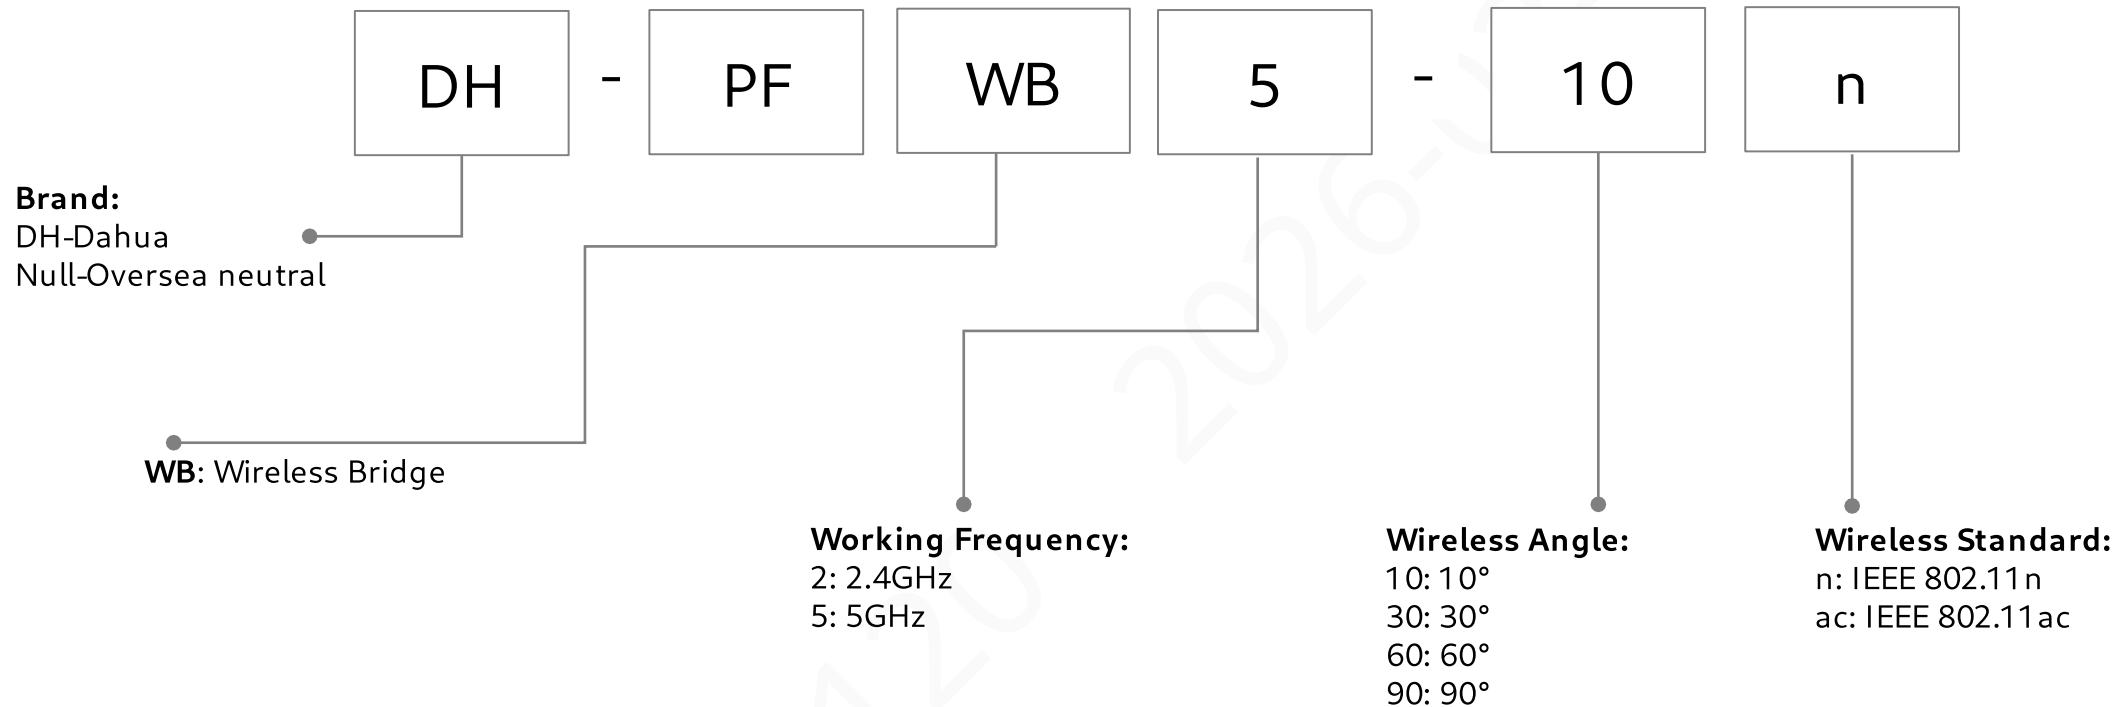 DH - PF WB 5 - 10 n
Brand:
DH-Dahua
Null-Oversea neutral
WB: Wireless Bridge
Working Frequency:
2: 2.4GHz
5: 5GHz
Wireless Angle:
10: 10°
30: 30°
60: 60°
90: 90°
Wireless Standard:
n: IEEE 802.11n
ac: IEEE 802.11ac